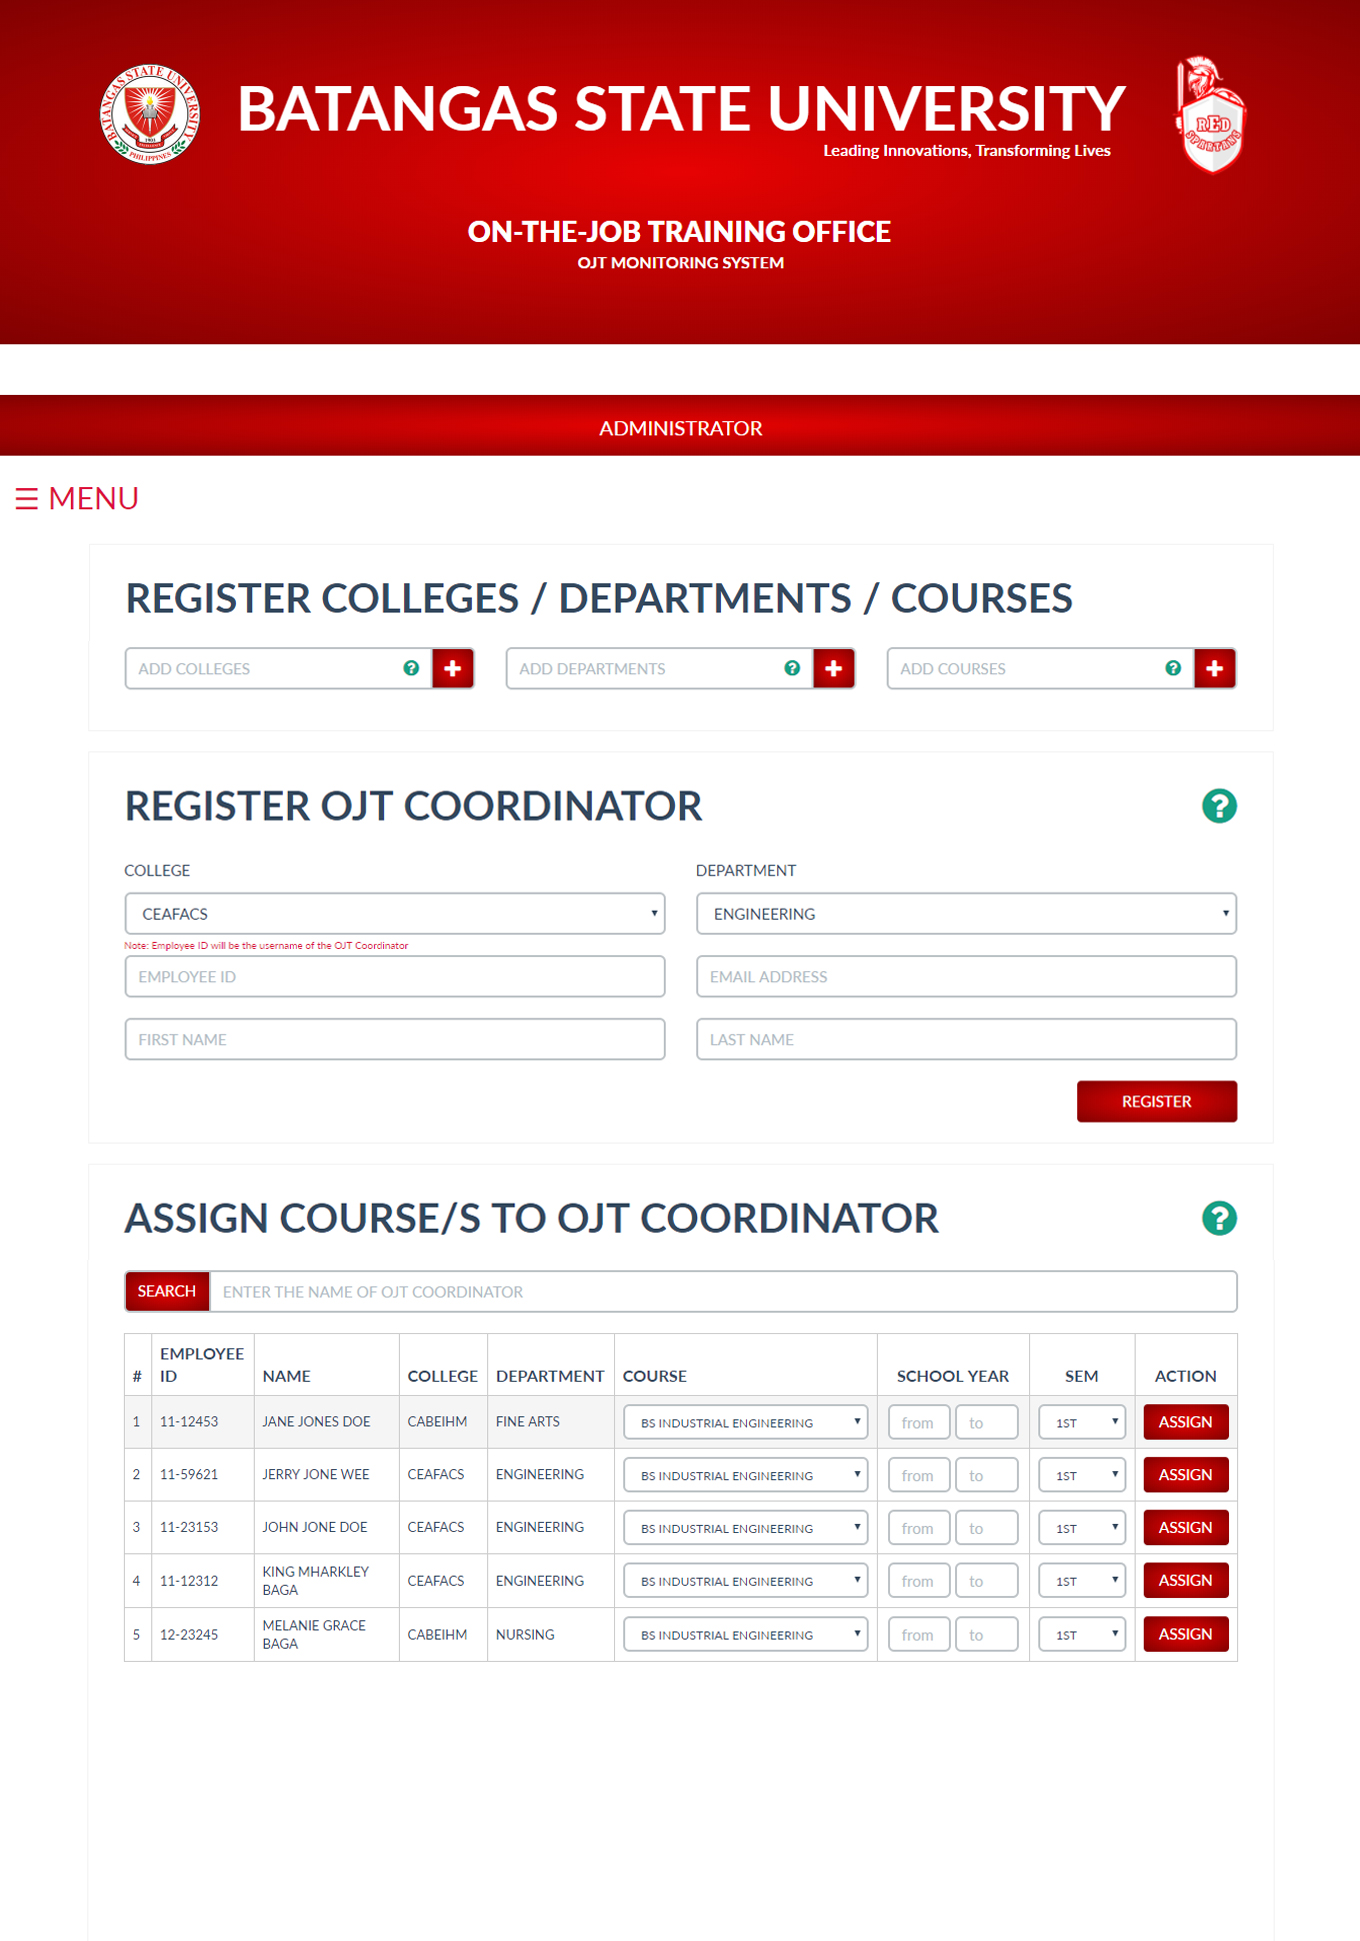 BATANGAS STATE UNIVERSITY
PHILIPPINES
1903
BATANGAS STATE UNIVERSITY
Leading Innovations, Transforming Lives
RED
SPARTANS
ON-THE-JOB TRAINING OFFICE
OJT MONITORING SYSTEM
ADMINISTRATOR
☰ MENU
REGISTER COLLEGES / DEPARTMENTS / COURSES
ADD COLLEGES ? +
ADD DEPARTMENTS ? +
ADD COURSES ? +
REGISTER OJT COORDINATOR ?
COLLEGE DEPARTMENT
CEAFACS ENGINEERING
Note: Employee ID will be the username of the OJT Coordinator
EMPLOYEE ID EMAIL ADDRESS
FIRST NAME LAST NAME
REGISTER
ASSIGN COURSE/S TO OJT COORDINATOR ?
SEARCH ENTER THE NAME OF OJT COORDINATOR
# EMPLOYEE ID NAME COLLEGE DEPARTMENT COURSE SCHOOL YEAR SEM ACTION
1 11-12453 JANE JONES DOE CABEIHM FINE ARTS BS INDUSTRIAL ENGINEERING from to 1ST ASSIGN
2 11-59621 JERRY JONE WEE CEAFACS ENGINEERING BS INDUSTRIAL ENGINEERING from to 1ST ASSIGN
3 11-23153 JOHN JONE DOE CEAFACS ENGINEERING BS INDUSTRIAL ENGINEERING from to 1ST ASSIGN
4 11-12312 KING MHARKLEY BAGA CEAFACS ENGINEERING BS INDUSTRIAL ENGINEERING from to 1ST ASSIGN
5 12-23245 MELANIE GRACE BAGA CABEIHM NURSING BS INDUSTRIAL ENGINEERING from to 1ST ASSIGN